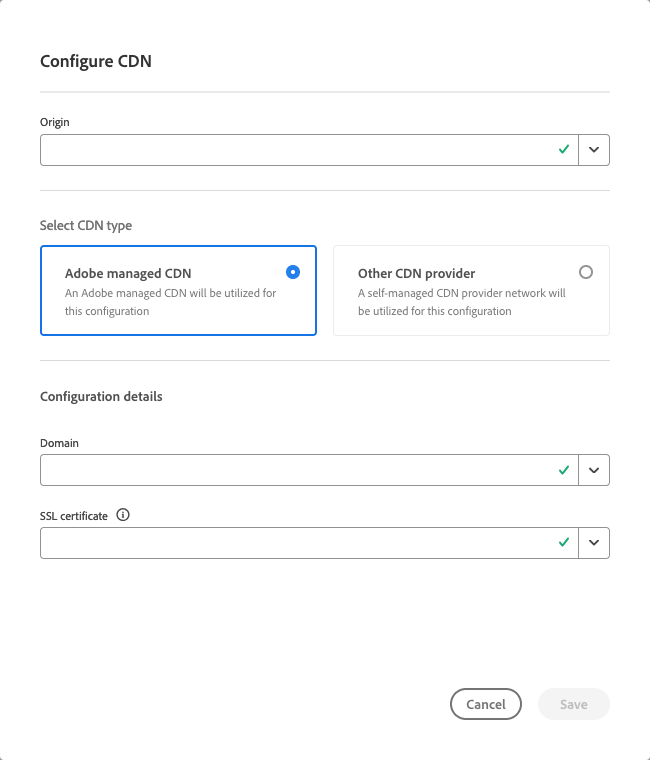 Configure CDN
Origin
Select CDN type
Adobe managed CDN
An Adobe managed CDN will be utilized for
this configuration
Other CDN provider
A self-managed CDN provider network will
be utilized for this configuration
Configuration details
Domain
SSL certificate
Cancel
Save